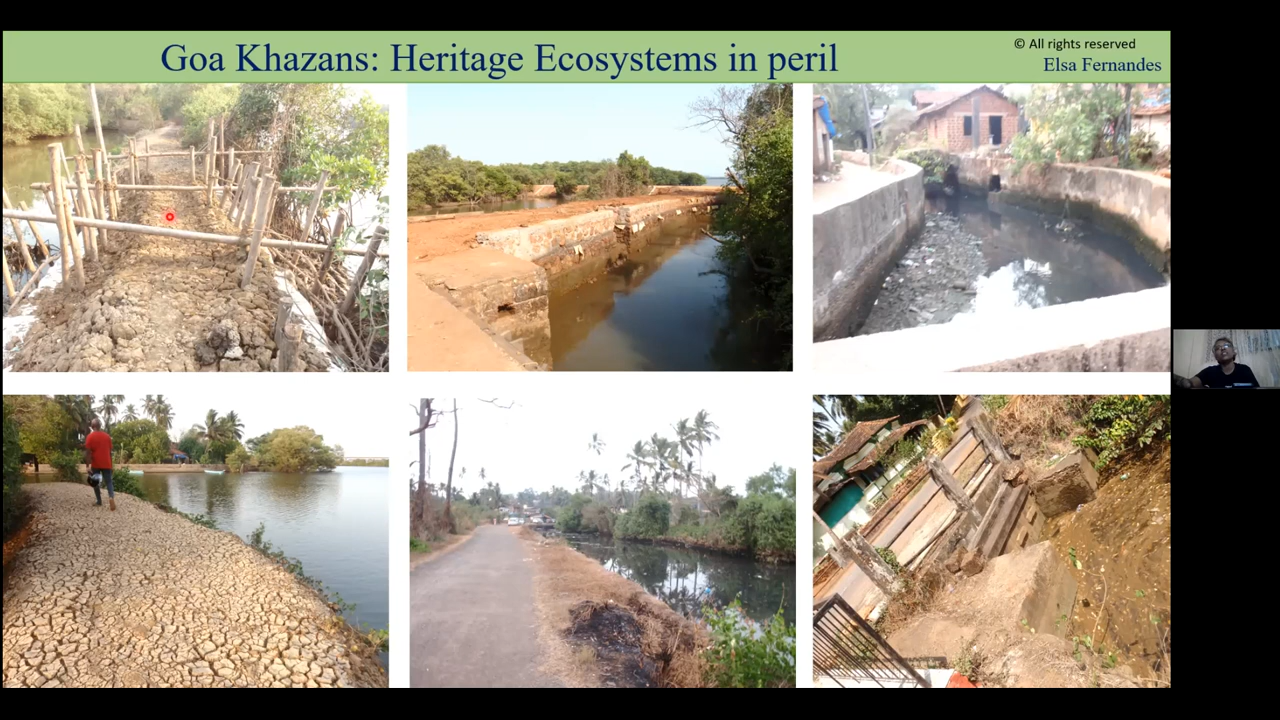 Goa Khazans: Heritage Ecosystems in peril
© All rights reserved
Elsa Fernandes